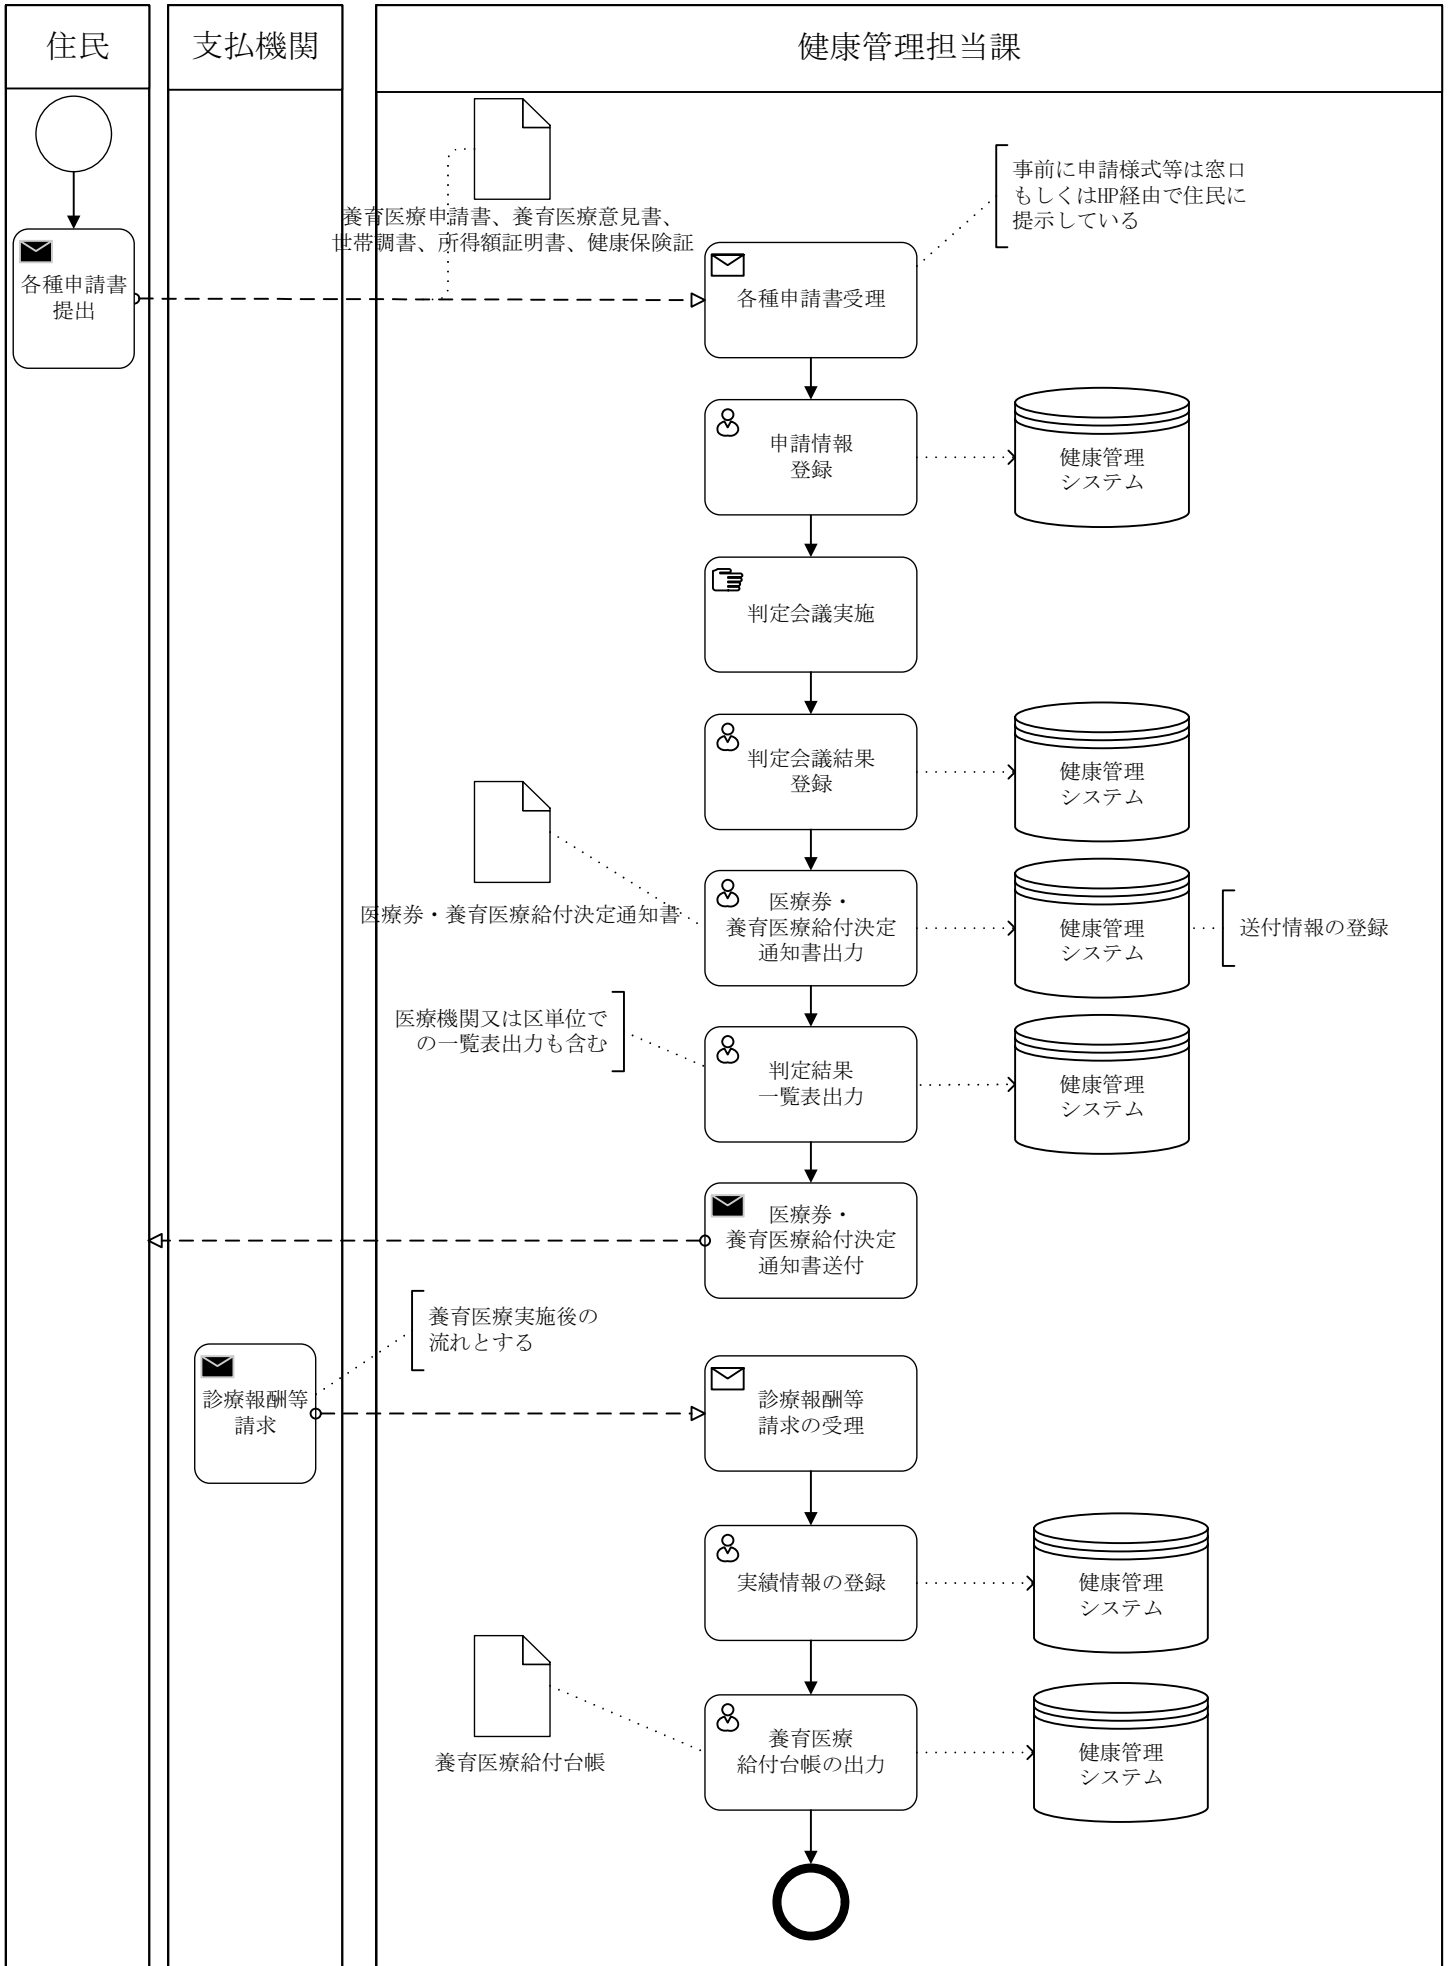 住民
支払機関
健康管理担当課
事前に申請様式等は窓口
もしくはHP経由で住民に
提示している
養育医療申請書、養育医療意見書、
世帯調書、所得額証明書、健康保険証
各種申請書
提出
各種申請書受理
申請情報
登録
健康管理
システム
判定会議実施
判定会議結果
登録
健康管理
システム
医療券・養育医療給付決定通知書
医療券・
養育医療給付決定
通知書出力
健康管理
システム
送付情報の登録
医療機関又は区単位で
の一覧表出力も含む
判定結果
一覧表出力
健康管理
システム
医療券・
養育医療給付決定
通知書送付
養育医療実施後の
流れとする
診療報酬等
請求
診療報酬等
請求の受理
実績情報の登録
健康管理
システム
養育医療給付台帳
養育医療
給付台帳の出力
健康管理
システム